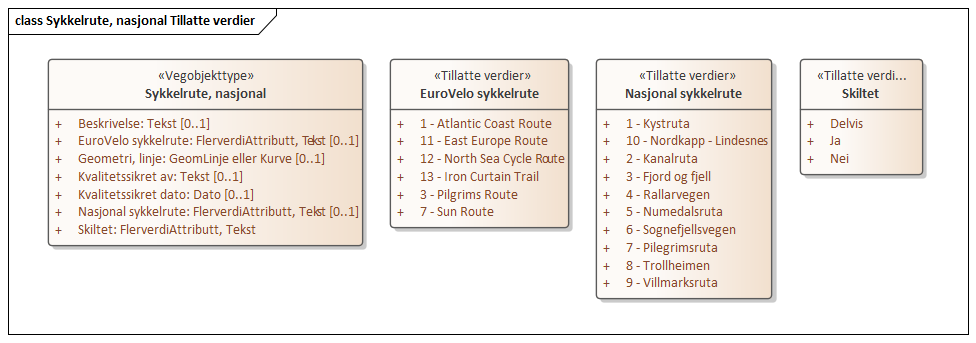 class Sykkelrute, nasjonal Tillatte verdier
«Vegobjekttype»
Sykkelrute, nasjonal
+ Beskrivelse: Tekst [0..1]
+ EuroVelo sykkelrute: FlerverdiAttributt, Tekst [0..1]
+ Geometri, linje: GeomLinje eller Kurve [0..1]
+ Kvalitetssikret av: Tekst [0..1]
+ Kvalitetssikret dato: Dato [0..1]
+ Nasjonal sykkelrute: FlerverdiAttributt, Tekst [0..1]
+ Skiltet: FlerverdiAttributt, Tekst
«Tillatte verdier»
EuroVelo sykkelrute
+ 1 - Atlantic Coast Route
+ 11 - East Europe Route
+ 12 - North Sea Cycle Route
+ 13 - Iron Curtain Trail
+ 3 - Pilgrims Route
+ 7 - Sun Route
«Tillatte verdier»
Nasjonal sykkelrute
+ 1 - Kystruta
+ 10 - Nordkapp - Lindesnes
+ 2 - Kanalruta
+ 3 - Fjord og fjell
+ 4 - Rallarvegen
+ 5 - Numedalsruta
+ 6 - Sognefjellsvegen
+ 7 - Pilegrimsruta
+ 8 - Trollheimen
+ 9 - Villmarksruta
«Tillatte verdi...
Skiltet
+ Delvis
+ Ja
+ Nei